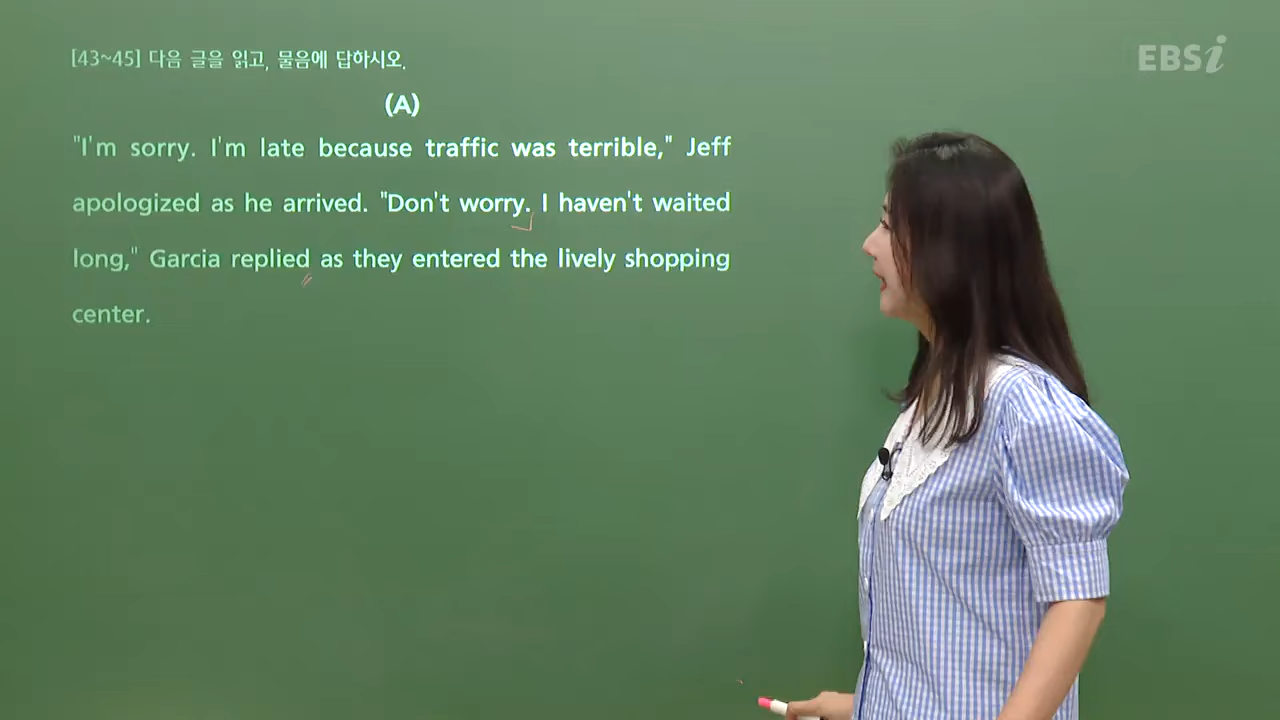 [43~45] 다음 글을 읽고, 물음에 답하시오.
EBSi
(A)
"I'm sorry. I'm late because traffic was terrible," Jeff
apologized as he arrived. "Don't worry. I haven't waited
long," Garcia replied as they entered the lively shopping
center.